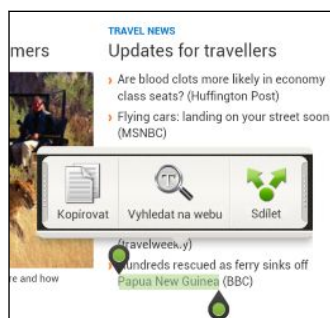 TRAVEL NEWS
mers
Updates for travellers
Are blood clots more likely in economy
class seats? (Huffington Post)
Flying cars: landing on your street soon
(MSNBC)
Kopírovat
Vyhledat na webu
Sdílet
(travelweekly)
Hundreds rescued as ferry sinks off
Papua New Guinea (BBC)
re and how